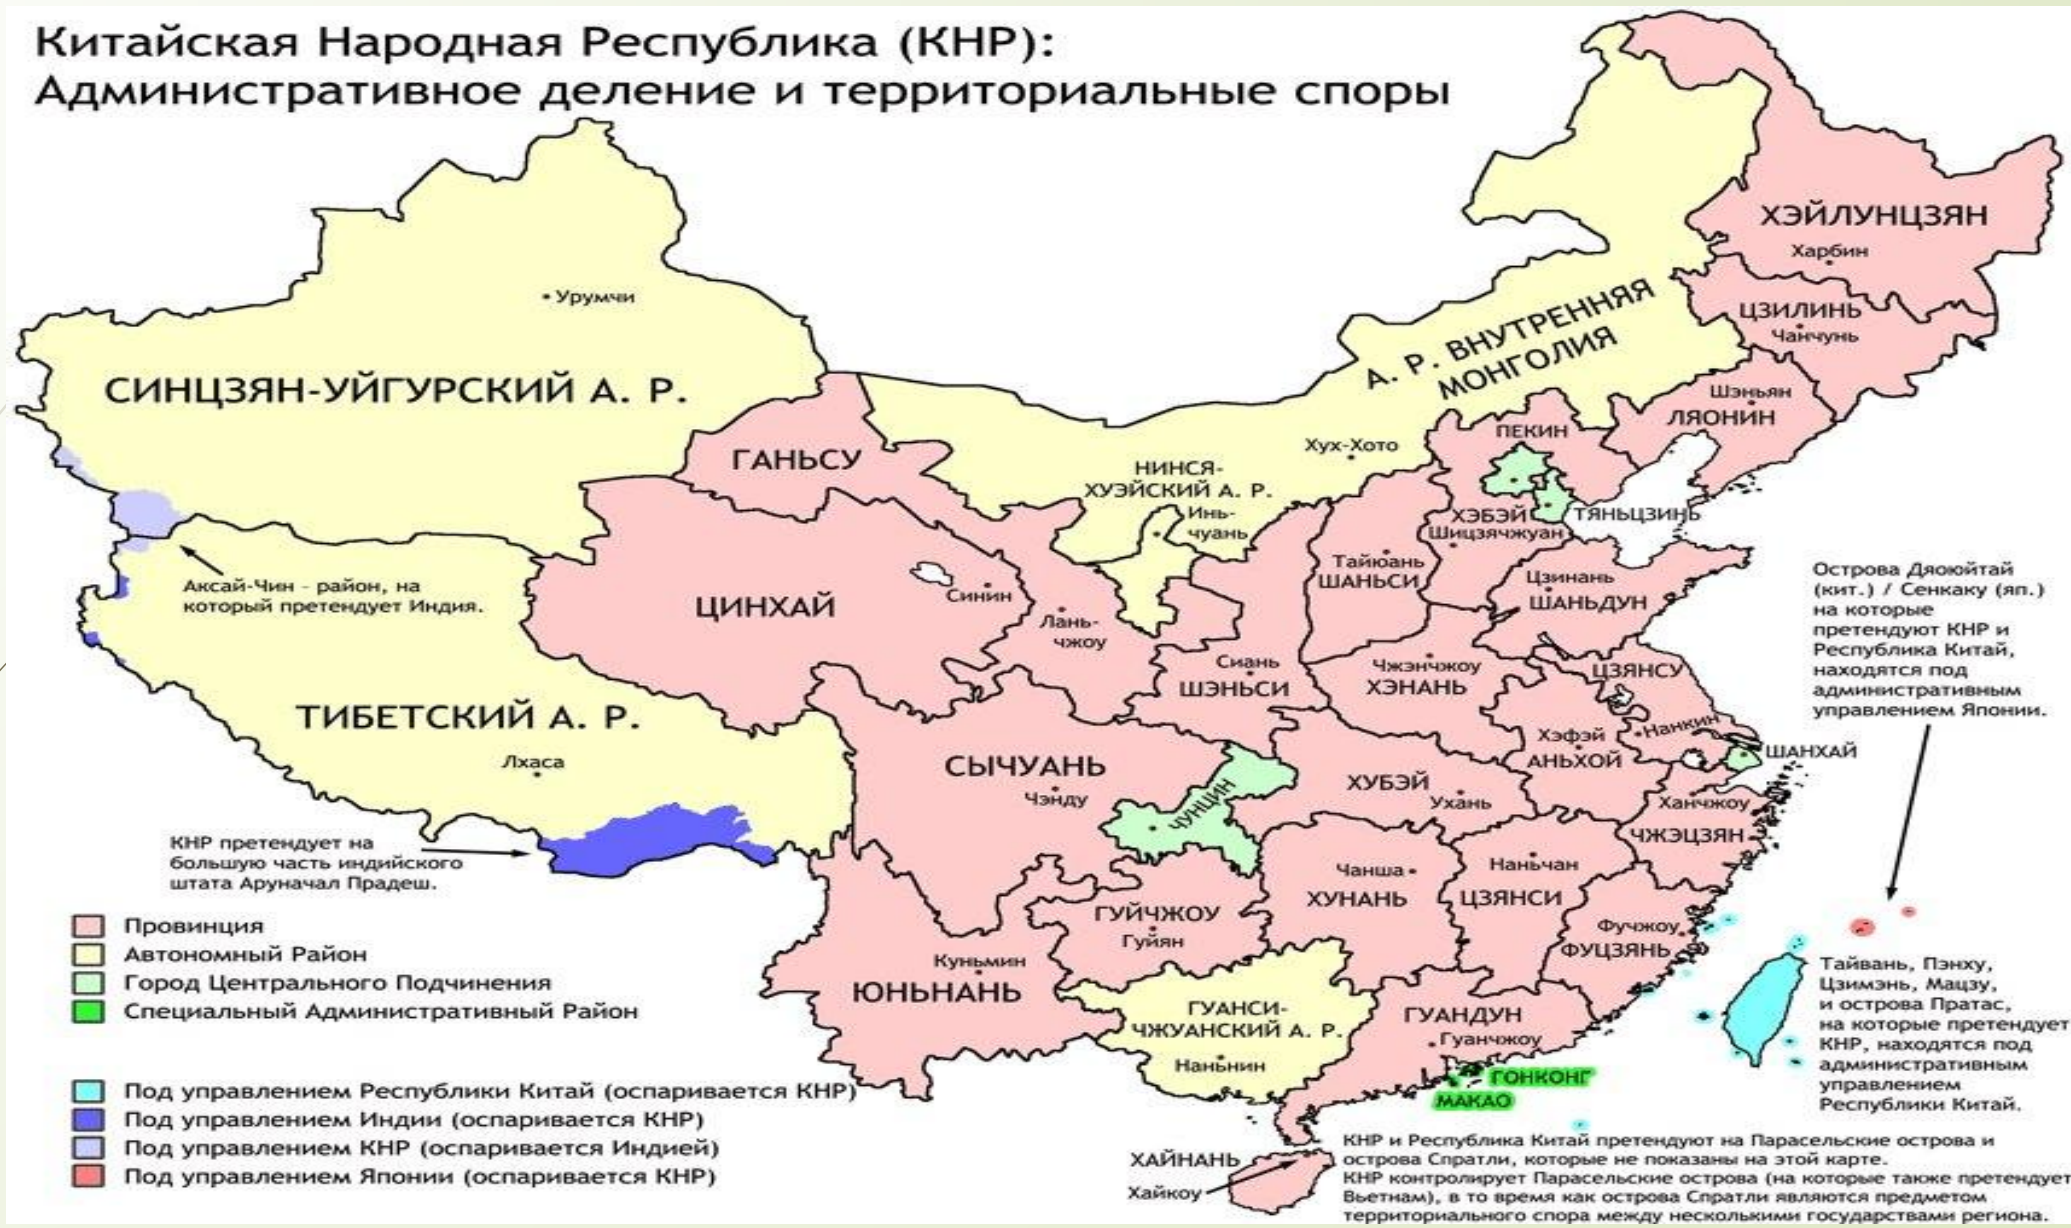 Китайская Народная Республика (КНР):
Административное деление и территориальные споры
ХЭЙЛУНЦЗЯН
Харбин
ЦЗИЛИНЬ
Чанчунь
А. Р. ВНУТРЕННЯЯ
МОНГОЛИЯ
Шэньян
ЛЯОНИН
Урумчи
СИНЦЗЯН-УЙГУРСКИЙ А. Р.
ГАНЬСУ
Хух-Хото
ПЕКИН
НИНСЯ-
ХУЭЙСКИЙ А. Р.
Инь-
чуань
ХЭБЭЙ
ТЯНЬЦЗИНЬ
Шицзячжуан
Тайюань
ШАНЬСИ
Цзинань
ШАНЬДУН
Аксай-Чин - район, на
который претендует Индия.
ЦИНХАЙ
Синин
Лань-
чжоу
Сиань
ШЭНЬСИ
Чжэнчжоу
ХЭНАНЬ
ЦЗЯНСУ
Нанкин
Хэфэй
АНЬХОЙ
ШАНХАЙ
Острова Дяоюйтай
(кит.) / Сенкаку (яп.)
на которые
претендуют КНР и
Республика Китай,
находятся под
административным
управлением Японии.
ТИБЕТСКИЙ А. Р.
Лхаса
СЫЧУАНЬ
Чэнду
ЧУНЦИН
ХУБЭЙ
Ухань
Ханчжоу
ЧЖЭЦЗЯН
КНР претендует на
большую часть индийского
штата Аруначал Прадеш.
Чанша
ХУНАНЬ
Наньчан
ЦЗЯНСИ
ГУЙЧЖОУ
Гуйян
Фучжоу
ФУЦЗЯНЬ
Куньмин
ЮНЬНАНЬ
ГУАНСИ-
ЧЖУАНСКИЙ А. Р.
Наньнин
ГУАНДУН
Гуанчжоу
ГОНКОНГ
МАКАО
Тайвань, Пэнху,
Цзимэнь, Мацзу,
и острова Пратас,
на которые претендует
КНР, находятся под
административным
управлением
Республики Китай.
Провинция
Автономный Район
Город Центрального Подчинения
Специальный Административный Район
Под управлением Республики Китай (оспаривается КНР)
Под управлением Индии (оспаривается КНР)
Под управлением КНР (оспаривается Индией)
Под управлением Японии (оспаривается КНР)
ХАЙНАНЬ
Хайкоу
КНР и Республика Китай претендуют на Парасельские острова и
острова Спратли, которые не показаны на этой карте.
КНР контролирует Парасельские острова (на которые также претендует
Вьетнам), в то время как острова Спратли являются предметом
территориального спора между несколькими государствами региона.